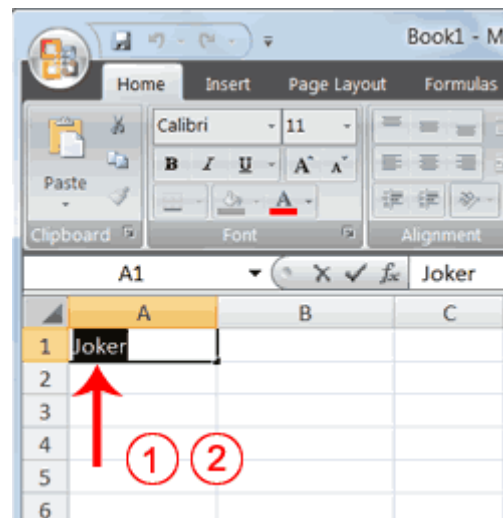 Book1 - M
Home Insert Page Layout Formulas
Calibri 11
B I U A A
Paste
A
Clipboard Font Alignment
A1 fx Joker
A B C
1 Joker
2
3
4
5
6
1 2